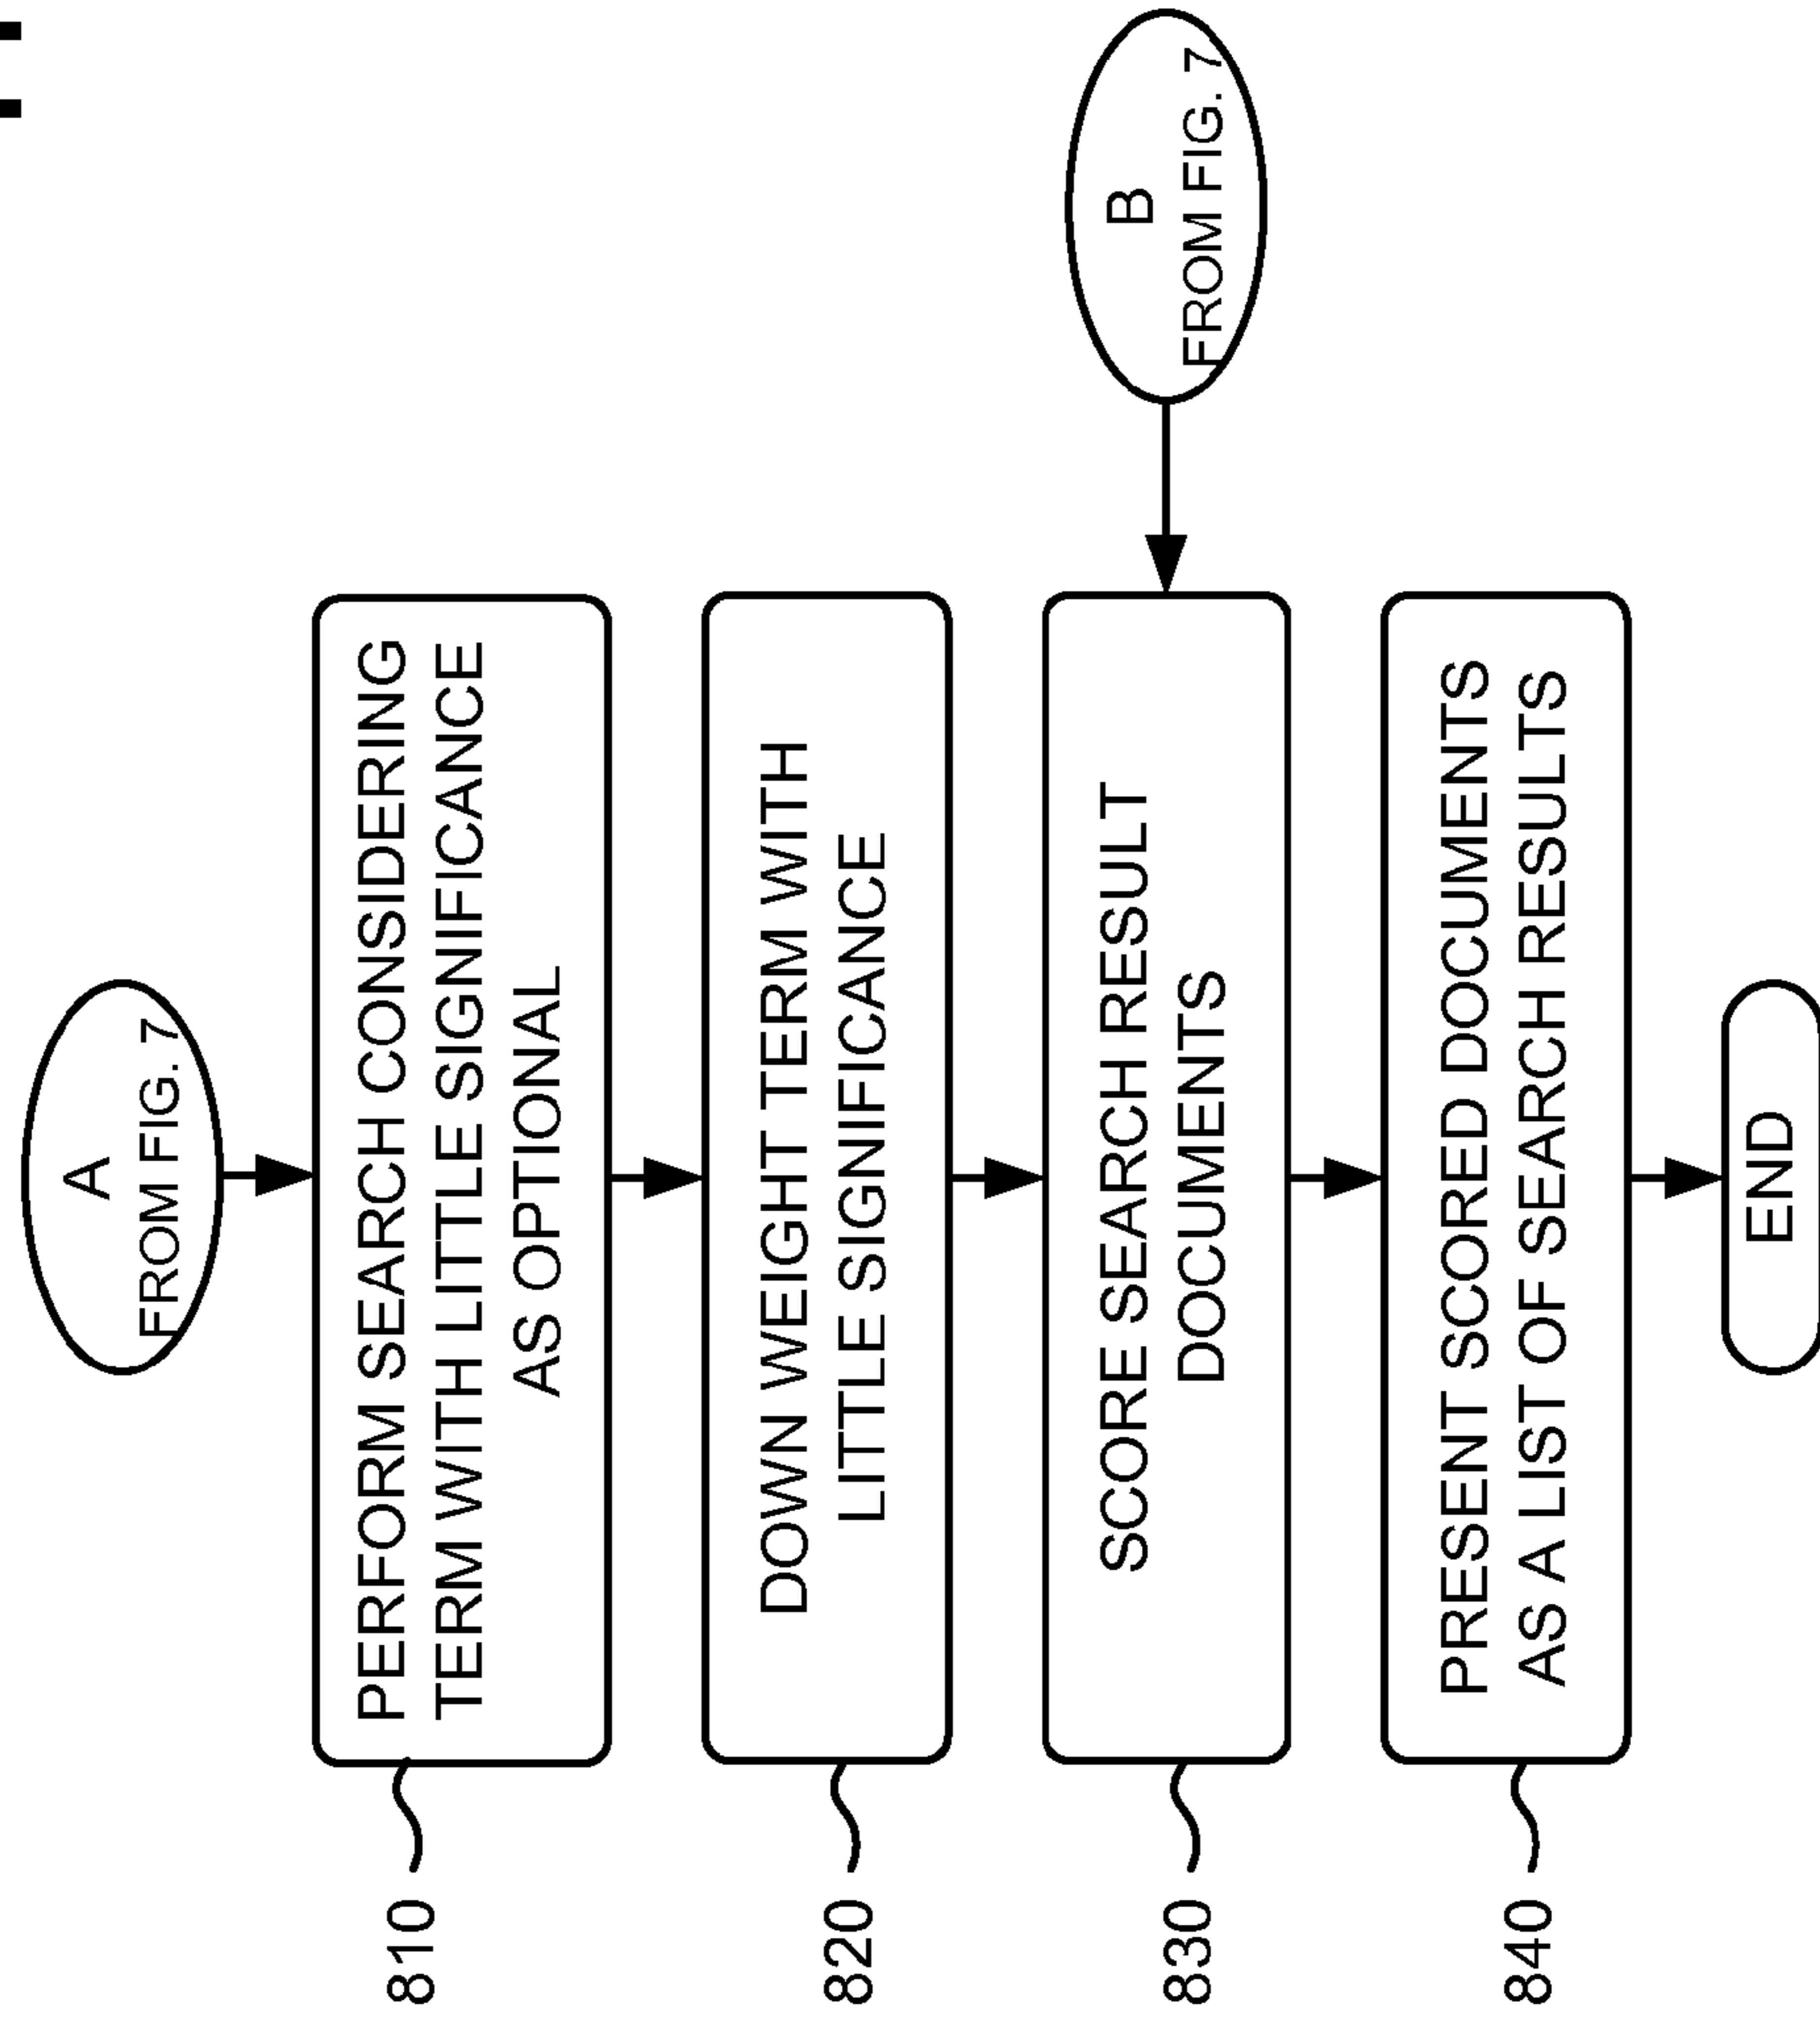 A
FROM FIG. 7
810
PERFORM SEARCH CONSIDERING
TERM WITH LITTLE SIGNIFICANCE
AS OPTIONAL
820
DOWN WEIGHT TERM WITH
LITTLE SIGNIFICANCE
B
FROM FIG. 7
830
SCORE SEARCH RESULT
DOCUMENTS
840
PRESENT SCORED DOCUMENTS
AS A LIST OF SEARCH RESULTS
END